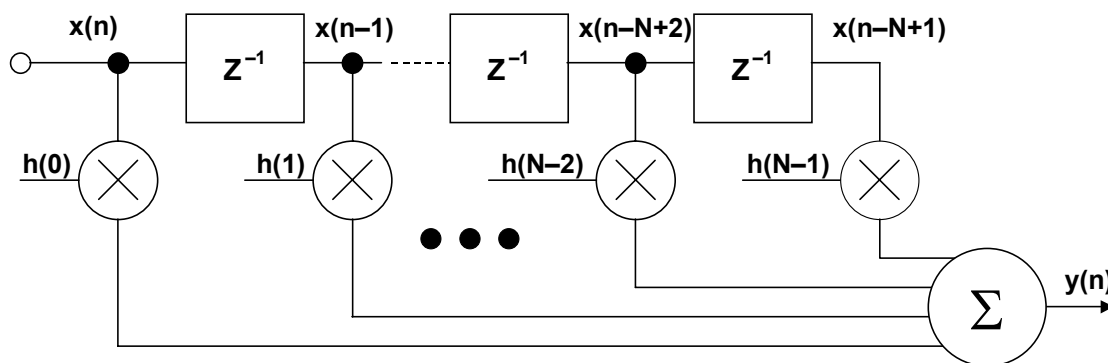 x(n) x(n–1) x(n–N+2) x(n–N+1)
Z⁻¹ Z⁻¹ Z⁻¹
h(0) h(1) h(N–2) h(N–1)
Σ y(n)